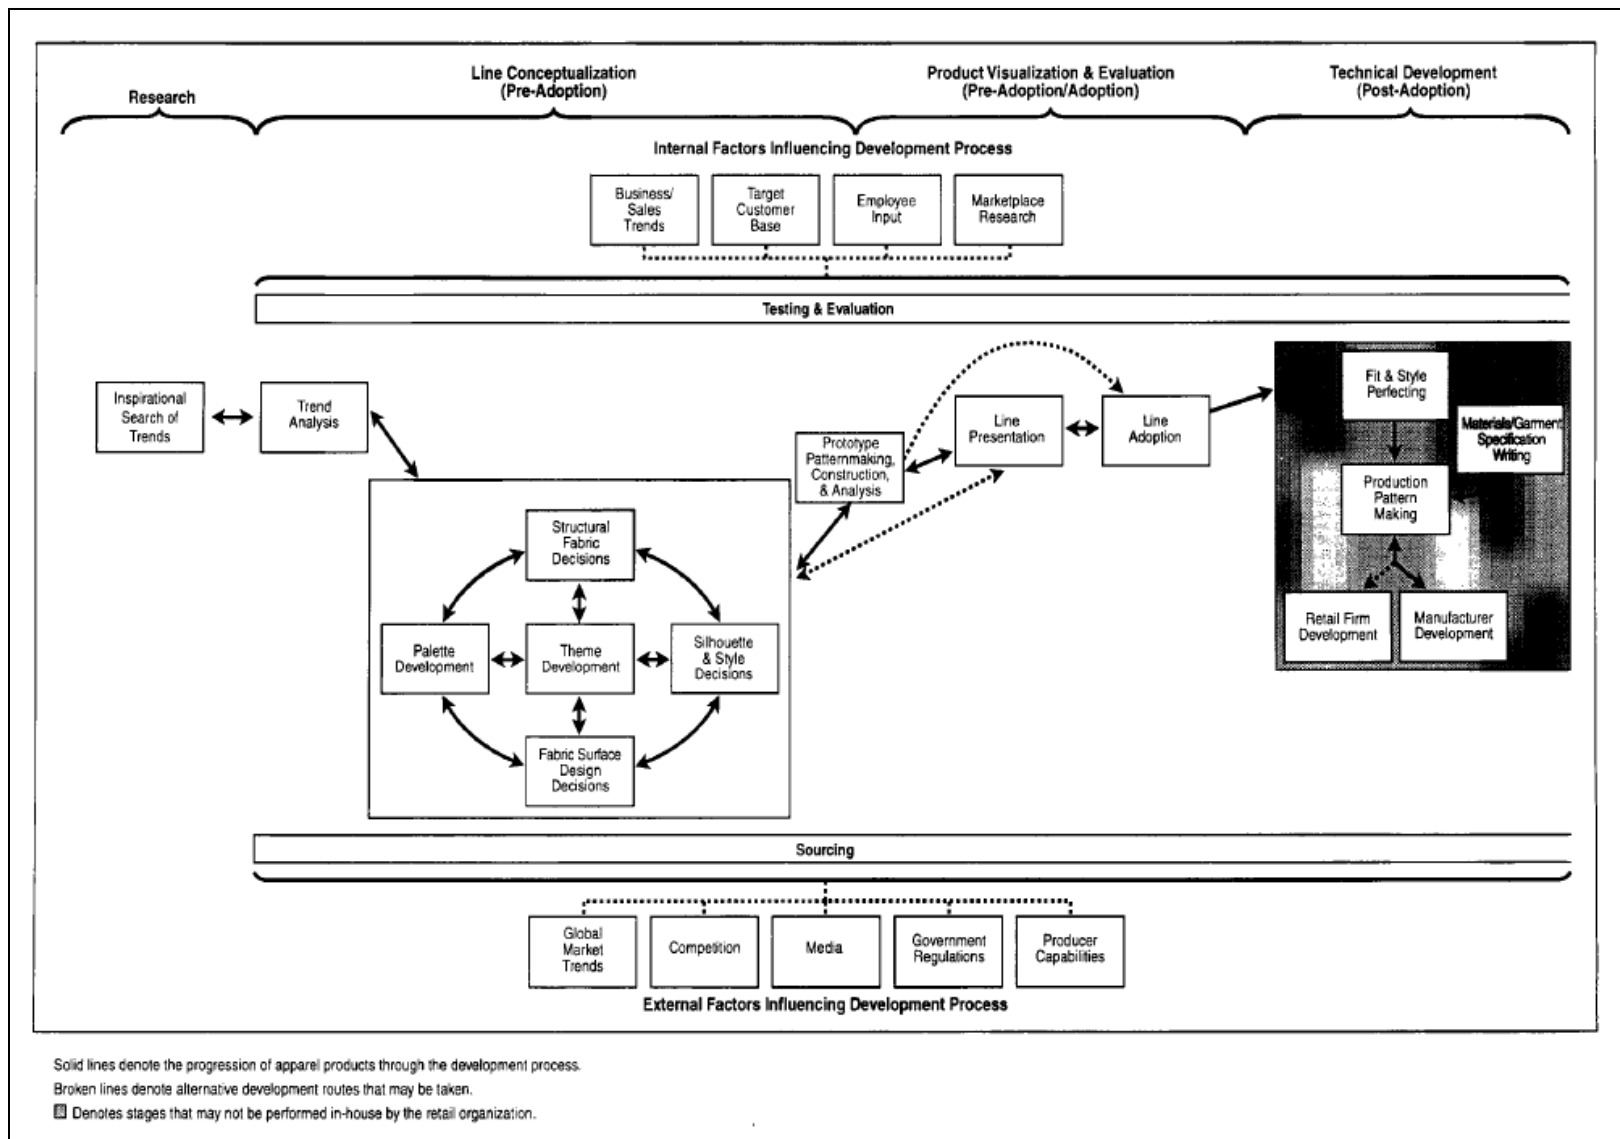 Research
Line Conceptualization
(Pre-Adoption)
Product Visualization & Evaluation
(Pre-Adoption/Adoption)
Technical Development
(Post-Adoption)
Internal Factors Influencing Development Process
Business/
Sales
Trends
Target
Customer
Base
Employee
Input
Marketplace
Research
Testing & Evaluation
Inspirational
Search of
Trends
Trend
Analysis
Structural
Fabric
Decisions
Palette
Development
Theme
Development
Silhouette
& Style
Decisions
Fabric Surface
Design
Decisions
Prototype
Patternmaking,
Construction,
& Analysis
Line
Presentation
Line
Adoption
Fit & Style
Perfecting
Materials/Garment
Specification
Writing
Production
Pattern
Making
Retail Firm
Development
Manufacturer
Development
Sourcing
Global
Market
Trends
Competition
Media
Government
Regulations
Producer
Capabilities
External Factors Influencing Development Process
Solid lines denote the progression of apparel products through the development process.
Broken lines denote alternative development routes that may be taken.
Denotes stages that may not be performed in-house by the retail organization.